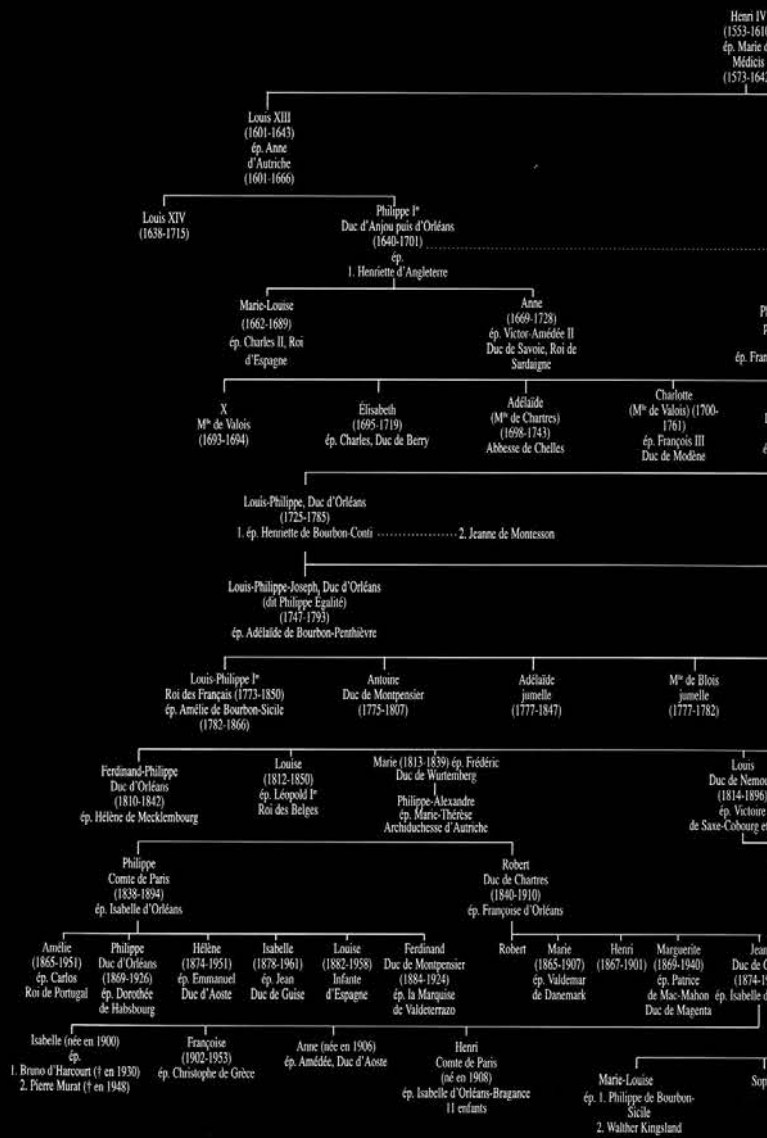 Henri IV
(1553-1610
ép. Marie d
Médicis
(1573-1642
Louis XIII
(1601-1643)
ép. Anne
d'Autriche
(1601-1666)
Louis XIV
(1638-1715)
Philippe Iᵉʳ
Duc d'Anjou puis d'Orléans
(1640-1701)
ép.
1. Henriette d'Angleterre
Marie-Louise
(1662-1689)
ép. Charles II, Roi
d'Espagne
Anne
(1669-1728)
ép. Victor-Amédée II
Duc de Savoie, Roi de
Sardaigne
Ph
ép. Fran
X
Mˡˡᵉ de Valois
(1693-1694)
Élisabeth
(1695-1719)
ép. Charles, Duc de Berry
Adélaïde
(Mˡˡᵉ de Chartres)
(1698-1743)
Abbesse de Chelles
Charlotte
(Mˡˡᵉ de Valois) (1700-
1761)
ép. François III
Duc de Modène
Louis-Philippe, Duc d'Orléans
(1725-1785)
1. ép. Henriette de Bourbon-Conti .................. 2. Jeanne de Montesson
Louis-Philippe-Joseph, Duc d'Orléans
(dit Philippe Égalité)
(1747-1793)
ép. Adélaïde de Bourbon-Penthièvre
Louis-Philippe Iᵉʳ
Roi des Français (1773-1850)
ép. Amélie de Bourbon-Sicile
(1782-1866)
Antoine
Duc de Montpensier
(1775-1807)
Adélaïde
jumelle
(1777-1847)
Mˡˡᵉ de Blois
jumelle
(1777-1782)
Ferdinand-Philippe
Duc d'Orléans
(1810-1842)
ép. Hélène de Mecklembourg
Louise
(1812-1850)
ép. Léopold Iᵉʳ
Roi des Belges
Marie (1813-1839) ép. Frédéric
Duc de Wurtemberg
Philippe-Alexandre
ép. Marie-Thérèse
Archiduchesse d'Autriche
Louis
Duc de Nemou
(1814-1896)
ép. Victoire
de Saxe-Cobourg et
Philippe
Comte de Paris
(1838-1894)
ép. Isabelle d'Orléans
Robert
Duc de Chartres
(1840-1910)
ép. Françoise d'Orléans
Amélie
(1865-1951)
ép. Carlos
Roi de Portugal
Philippe
Duc d'Orléans
(1869-1926)
ép. Dorothée
de Habsbourg
Hélène
(1874-1951)
ép. Emmanuel
Duc d'Aoste
Isabelle
(1878-1961)
ép. Jean
Duc de Guise
Louise
(1882-1958)
Infante
d'Espagne
Ferdinand
Duc de Montpensier
(1884-1924)
ép. la Marquise
de Valdeterrazo
Robert
Marie
(1865-1907)
ép. Valdemar
de Danemark
Henri
(1867-1901)
Marguerite
(1869-1940)
ép. Patrice
de Mac-Mahon
Duc de Magenta
Jean
Duc de G
(1874-19
ép. Isabelle d
Isabelle (née en 1900)
ép.
1. Bruno d'Harcourt († en 1930)
2. Pierre Murat († en 1948)
Françoise
(1902-1953)
ép. Christophe de Grèce
Anne (née en 1906)
ép. Amédée, Duc d'Aoste
Henri
Comte de Paris
(né en 1908)
ép. Isabelle d'Orléans-Bragance
11 enfants
Marie-Louise
ép. 1. Philippe de Bourbon-
Sicile
2. Walther Kingsland
Sop